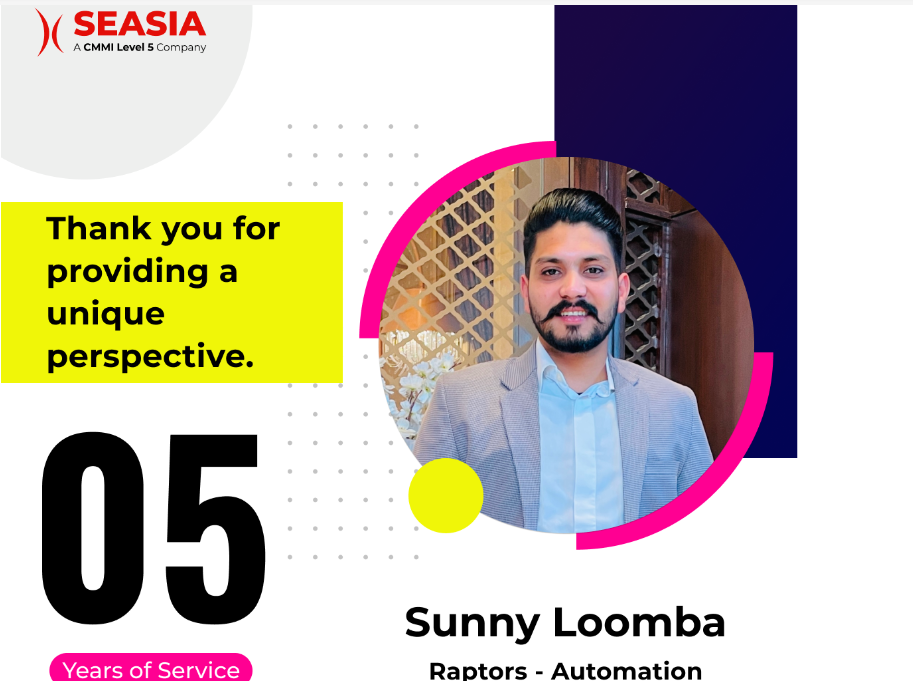 SEASIA
A CMMI Level 5 Company
Thank you for
providing a
unique
perspective.
05
Years of Service
Sunny Loomba
Raptors - Automation